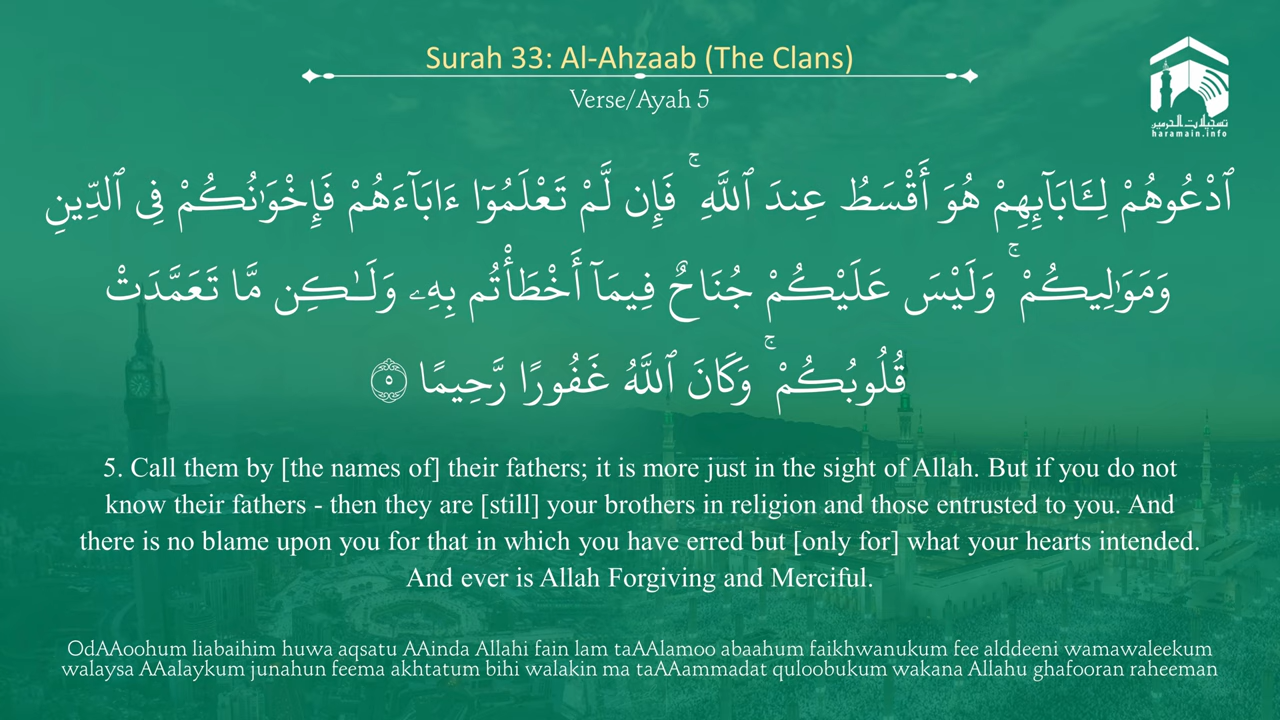 Surah 33: Al-Ahzaab (The Clans)
Verse/Ayah 5
تسجيلات الحرمين
haramain.info
ٱدْعُوهُمْ لِـَٔابَآئِهِمْ هُوَ أَقْسَطُ عِندَ ٱللَّهِ ۚ فَإِن لَّمْ تَعْلَمُوٓا۟ ءَابَآءَهُمْ فَإِخْوَٰنُكُمْ فِى ٱلدِّينِ
وَمَوَٰلِيكُمْ ۚ وَلَيْسَ عَلَيْكُمْ جُنَاحٌ فِيمَآ أَخْطَأْتُم بِهِۦ وَلَـٰكِن مَّا تَعَمَّدَتْ
قُلُوبُكُمْ ۚ وَكَانَ ٱللَّهُ غَفُورًا رَّحِيمًا ٥
5. Call them by [the names of] their fathers; it is more just in the sight of Allah. But if you do not
know their fathers - then they are [still] your brothers in religion and those entrusted to you. And
there is no blame upon you for that in which you have erred but [only for] what your hearts intended.
And ever is Allah Forgiving and Merciful.
OdAAoohum liabaihim huwa aqsatu AAinda Allahi fain lam taAAlamoo abaahum faikhwanukum fee alddeeni wamawaleekum
walaysa AAalaykum junahun feema akhtatum bihi walakin ma taAAammadat quloobukum wakana Allahu ghafooran raheeman